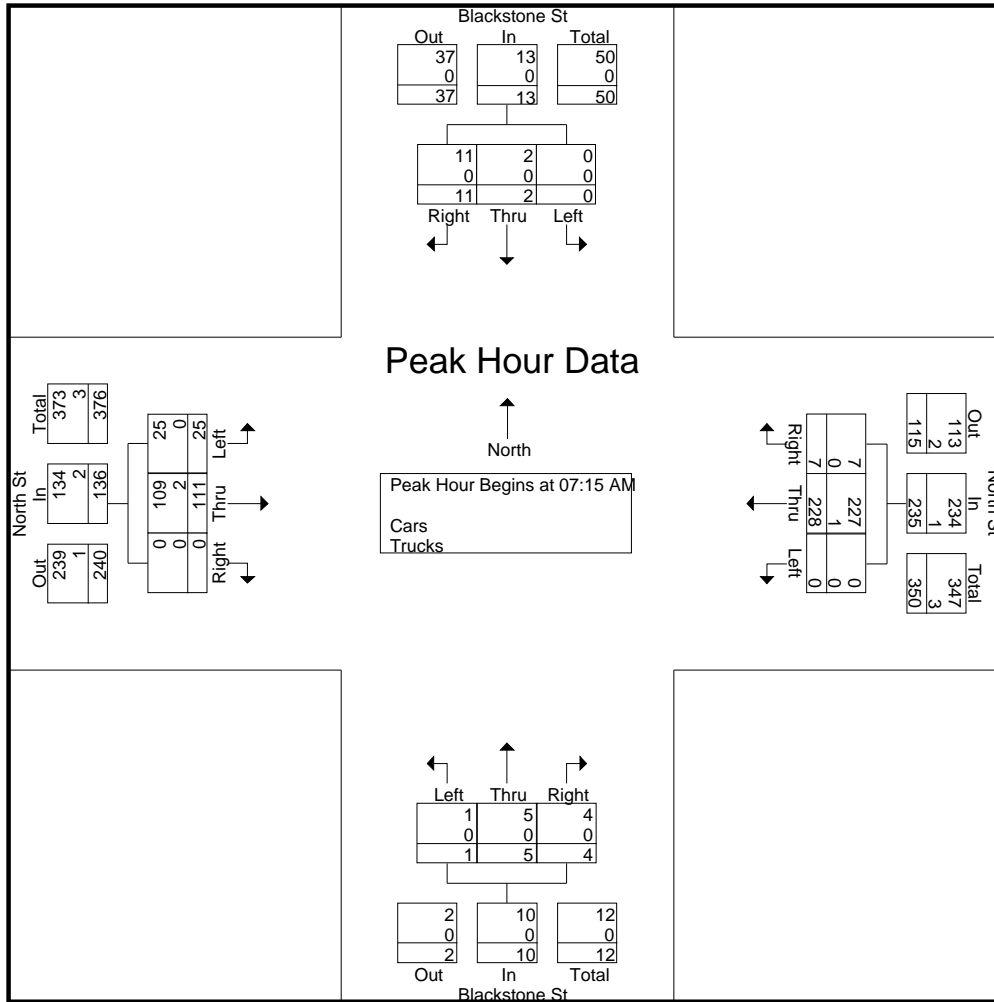 Blackstone St
Out In Total
37 13 50
0 0 0
37 13 50
11 2 0
0 0 0
11 2 0
Right Thru Left
Peak Hour Data
North
Peak Hour Begins at 07:15 AM
Cars
Trucks
North St
Total In Out
373 134 239
3 2 1
376 136 240
25 109 0
0 2 0
25 111 0
Left Thru Right
North St
Out In Total
113 234 347
2 1 3
115 235 350
7 227 0
0 1 0
7 228 0
Right Thru Left
Left Thru Right
1 5 4
0 0 0
1 5 4
2 10 12
0 0 0
2 10 12
Out In Total
Blackstone St